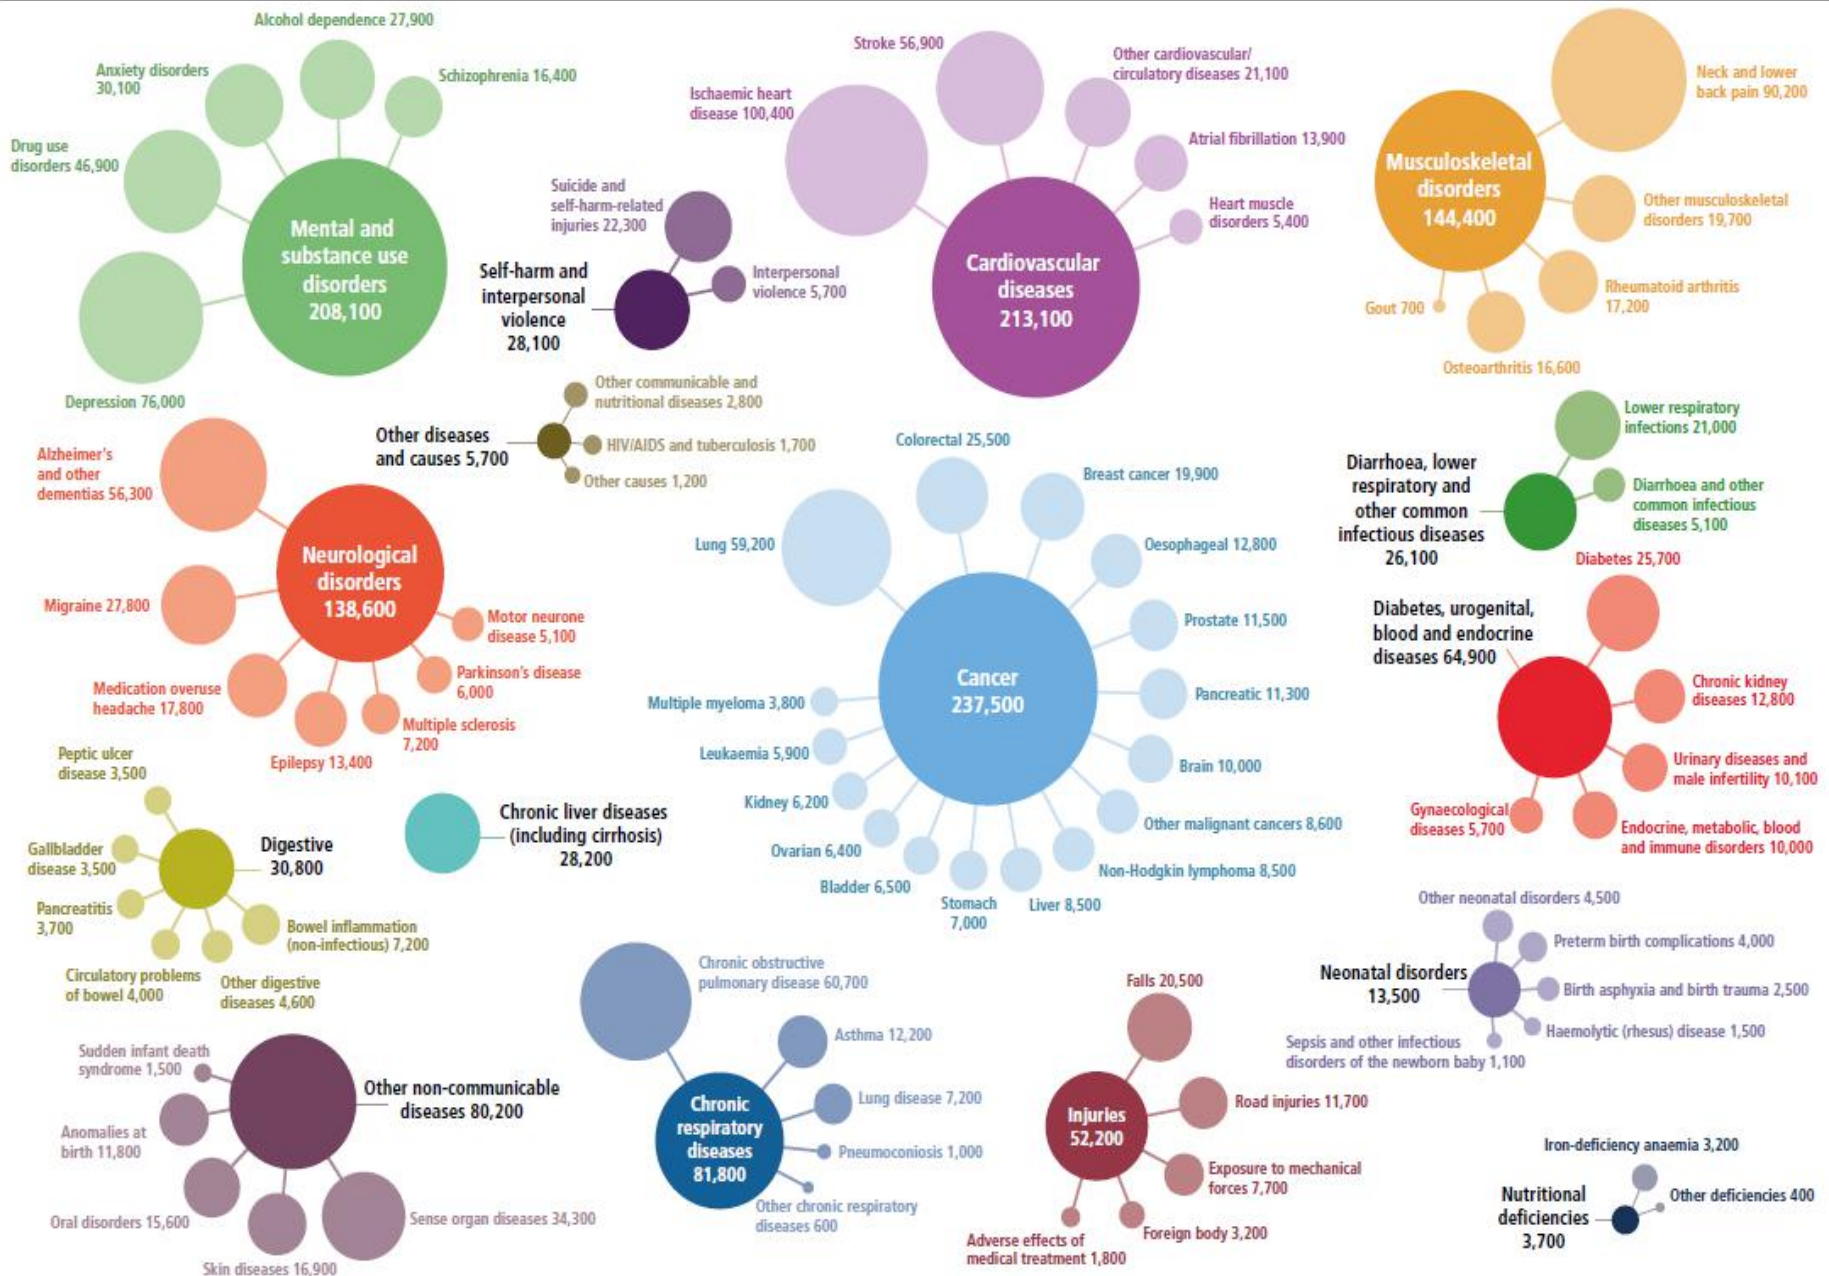 Alcohol dependence 27,900
Anxiety disorders
30,100
Schizophrenia 16,400
Drug use
disorders 46,900
Mental and
substance use
disorders
208,100
Depression 76,000
Suicide and
self-harm-related
injuries 22,300
Self-harm and
interpersonal
violence
28,100
Interpersonal
violence 5,700
Stroke 56,900
Other cardiovascular/
circulatory diseases 21,100
Ischaemic heart
disease 100,400
Atrial fibrillation 13,900
Heart muscle
disorders 5,400
Cardiovascular
diseases
213,100
Neck and lower
back pain 90,200
Musculoskeletal
disorders
144,400
Other musculoskeletal
disorders 19,700
Rheumatoid arthritis
17,200
Gout 700
Osteoarthritis 16,600
Other communicable and
nutritional diseases 2,800
Other diseases
and causes 5,700
HIV/AIDS and tuberculosis 1,700
Other causes 1,200
Alzheimer's
and other
dementias 56,300
Neurological
disorders
138,600
Migraine 27,800
Motor neurone
disease 5,100
Parkinson's disease
6,000
Medication overuse
headache 17,800
Multiple sclerosis
7,200
Epilepsy 13,400
Colorectal 25,500
Breast cancer 19,900
Lung 59,200
Oesophageal 12,800
Prostate 11,500
Cancer
237,500
Pancreatic 11,300
Multiple myeloma 3,800
Leukaemia 5,900
Brain 10,000
Kidney 6,200
Other malignant cancers 8,600
Ovarian 6,400
Non-Hodgkin lymphoma 8,500
Bladder 6,500
Stomach
7,000
Liver 8,500
Lower respiratory
infections 21,000
Diarrhoea, lower
respiratory and
other common
infectious diseases
26,100
Diarrhoea and other
common infectious
diseases 5,100
Diabetes 25,700
Diabetes, urogenital,
blood and endocrine
diseases 64,900
Chronic kidney
diseases 12,800
Urinary diseases and
male infertility 10,100
Gynaecological
diseases 5,700
Endocrine, metabolic, blood
and immune disorders 10,000
Peptic ulcer
disease 3,500
Digestive
30,800
Gallbladder
disease 3,500
Pancreatitis
3,700
Bowel inflammation
(non-infectious) 7,200
Circulatory problems
of bowel 4,000
Other digestive
diseases 4,600
Chronic liver diseases
(including cirrhosis)
28,200
Other neonatal disorders 4,500
Preterm birth complications 4,000
Neonatal disorders
13,500
Birth asphyxia and birth trauma 2,500
Haemolytic (rhesus) disease 1,500
Sepsis and other infectious
disorders of the newborn baby 1,100
Sudden infant death
syndrome 1,500
Other non-communicable
diseases 80,200
Anomalies at
birth 11,800
Oral disorders 15,600
Sense organ diseases 34,300
Skin diseases 16,900
Chronic obstructive
pulmonary disease 60,700
Asthma 12,200
Lung disease 7,200
Chronic
respiratory
diseases
81,800
Pneumoconiosis 1,000
Other chronic respiratory
diseases 600
Falls 20,500
Road injuries 11,700
Injuries
52,200
Exposure to mechanical
forces 7,700
Foreign body 3,200
Adverse effects of
medical treatment 1,800
Iron-deficiency anaemia 3,200
Other deficiencies 400
Nutritional
deficiencies
3,700